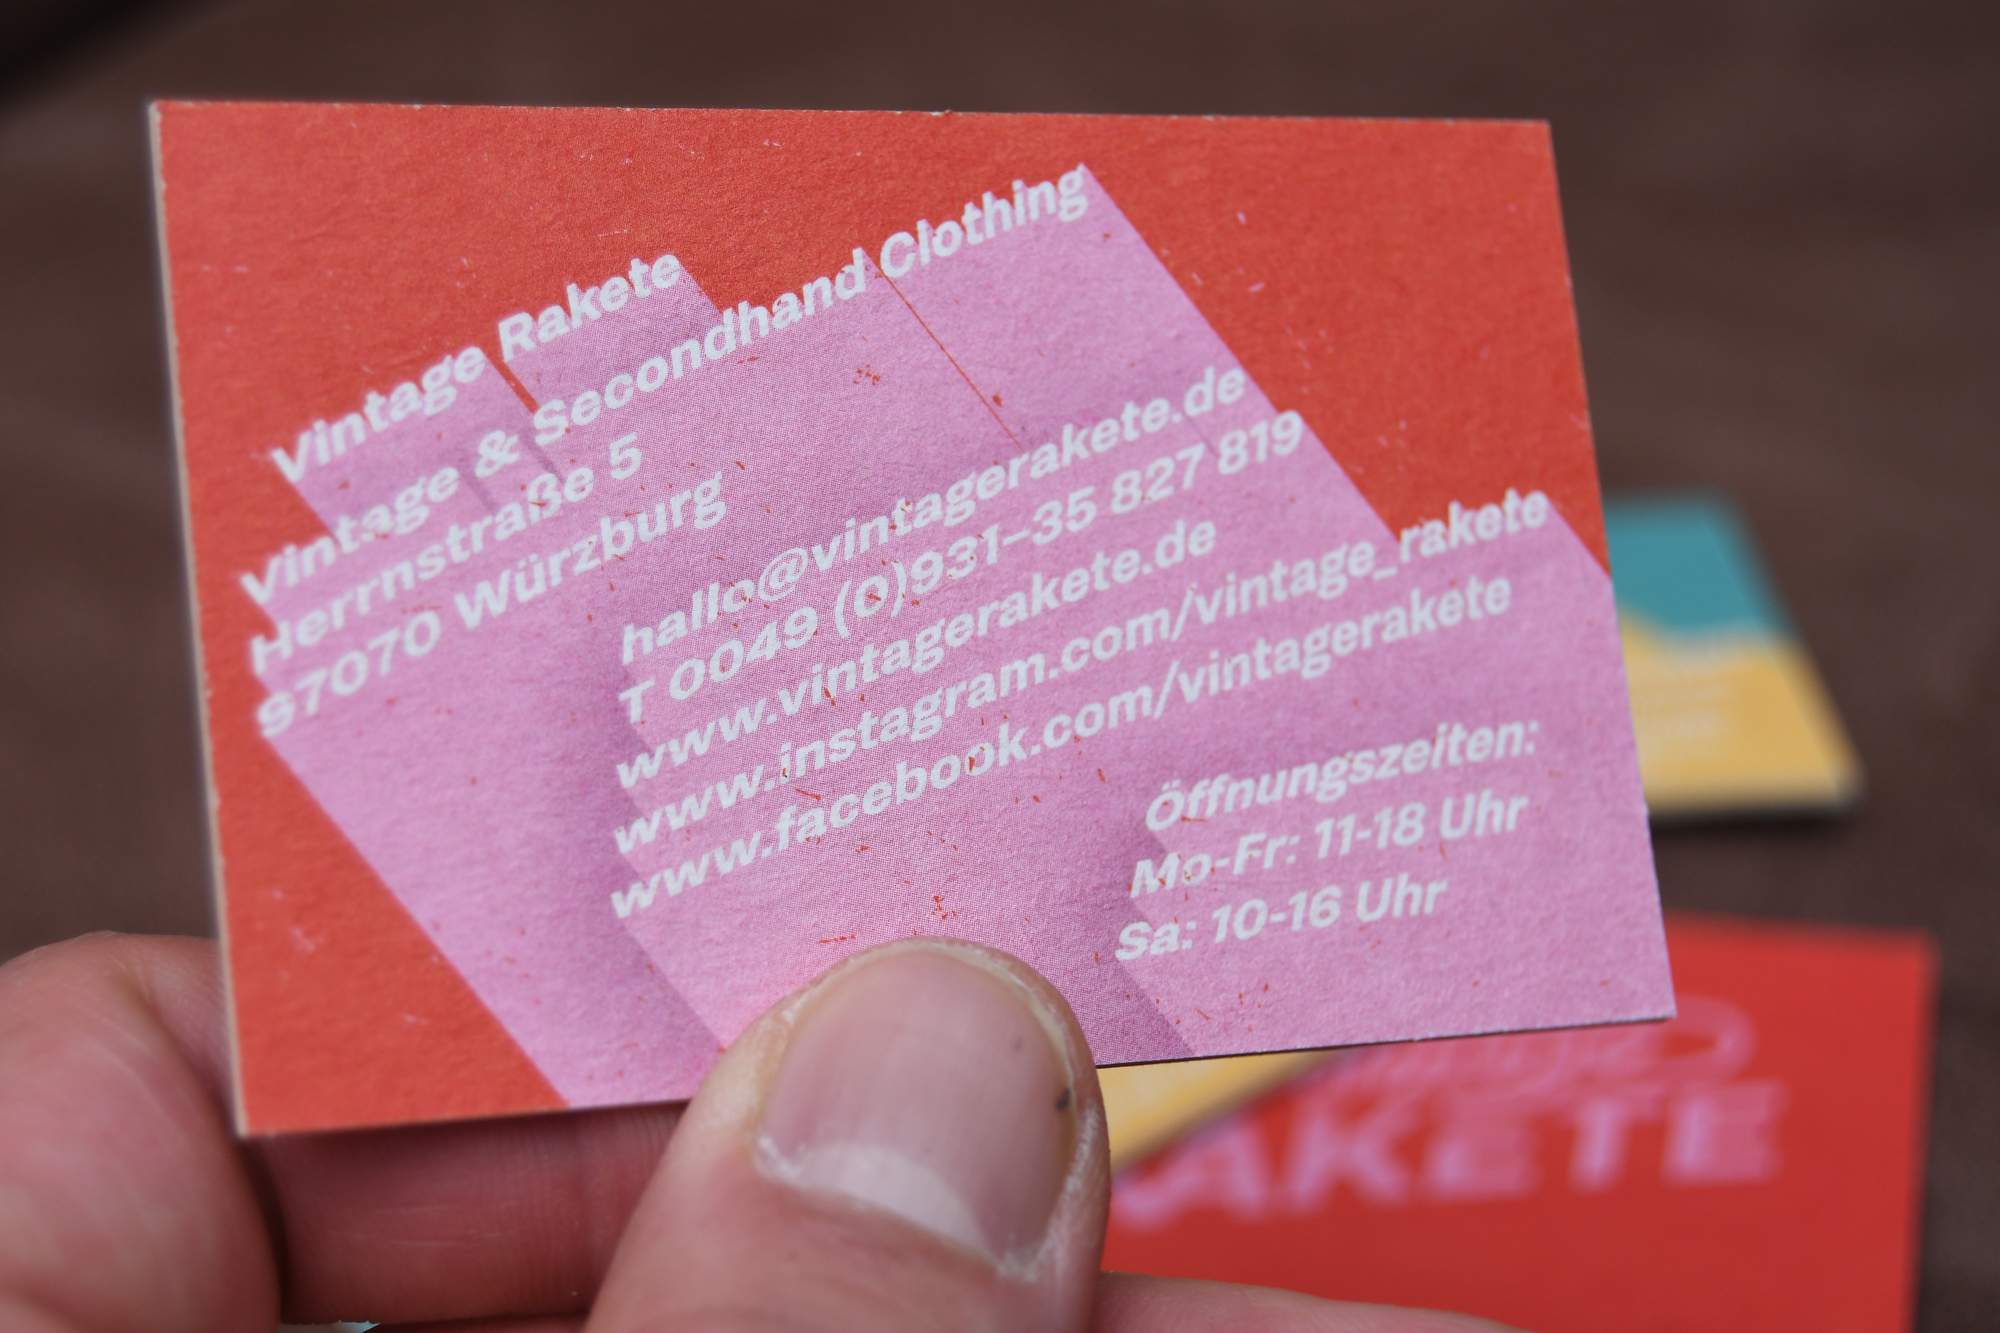 Vintage Rakete
Vintage & Secondhand Clothing
Herrnstraße 5
97070 Würzburg
hallo@vintagerakete.de
T 0049 (0)931–35 827 819
www.vintagerakete.de
www.instagram.com/vintage_rakete
www.facebook.com/vintagerakete
Öffnungszeiten:
Mo-Fr: 11-18 Uhr
Sa: 10-16 Uhr
AKETE